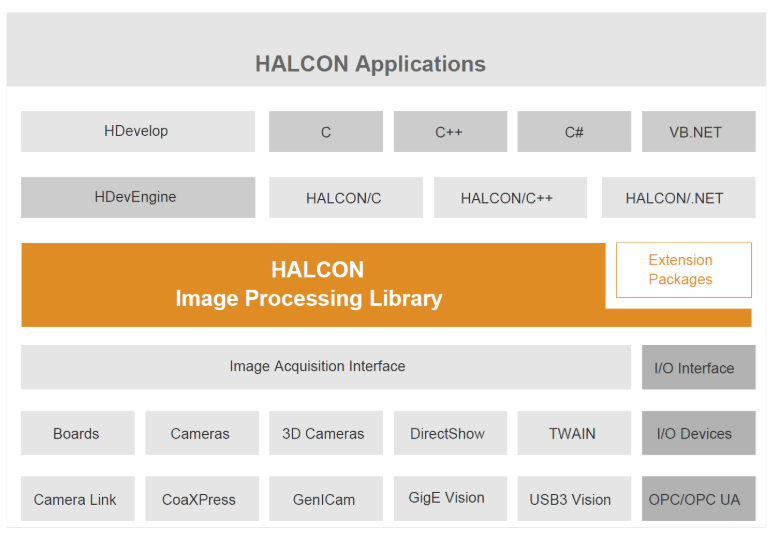 HALCON Applications
HDevelop
C
C++
C#
VB.NET
HDevEngine
HALCON/C
HALCON/C++
HALCON/.NET
HALCON
Image Processing Library
Extension
Packages
Image Acquisition Interface
I/O Interface
Boards
Cameras
3D Cameras
DirectShow
TWAIN
I/O Devices
Camera Link
CoaXPress
GenICam
GigE Vision
USB3 Vision
OPC/OPC UA